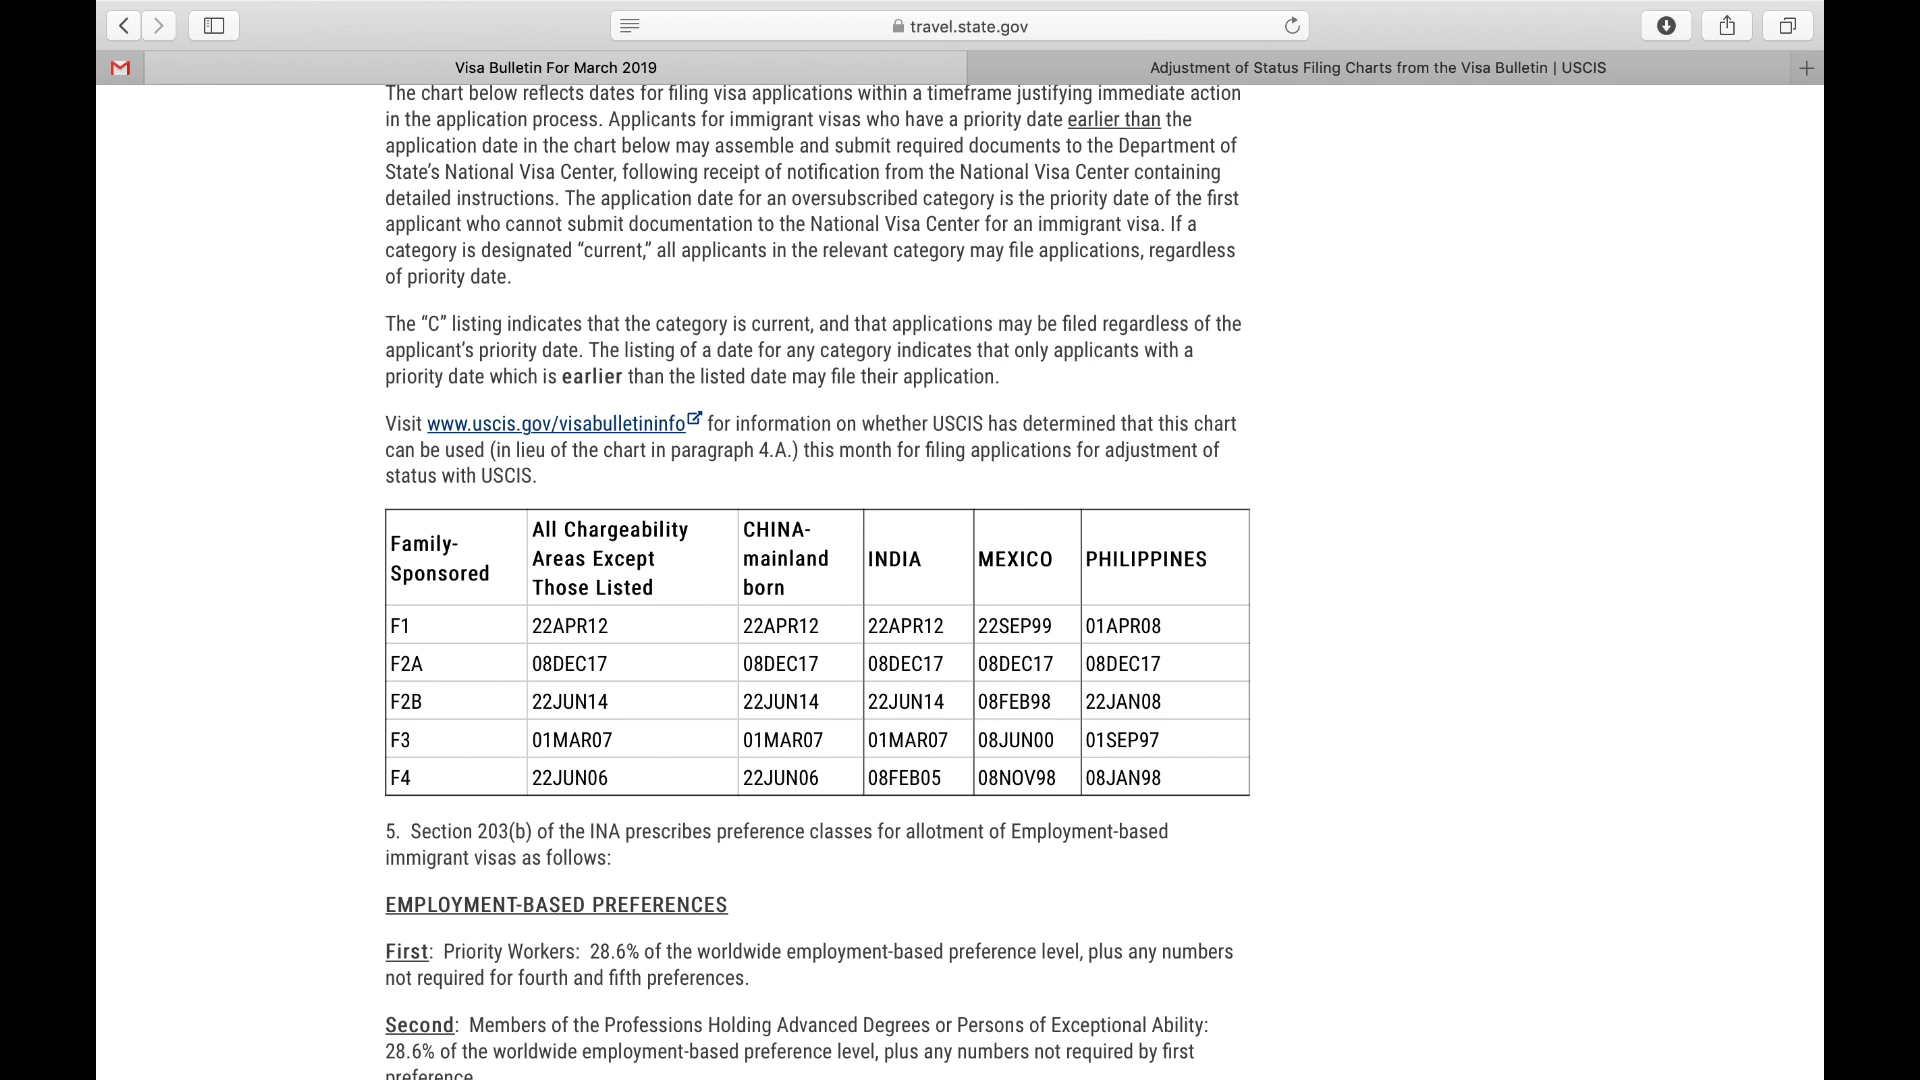 travel.state.gov
Visa Bulletin For March 2019
Adjustment of Status Filing Charts from the Visa Bulletin | USCIS
The chart below reflects dates for filing visa applications within a timeframe justifying immediate action
in the application process. Applicants for immigrant visas who have a priority date earlier than the
application date in the chart below may assemble and submit required documents to the Department of
State’s National Visa Center, following receipt of notification from the National Visa Center containing
detailed instructions. The application date for an oversubscribed category is the priority date of the first
applicant who cannot submit documentation to the National Visa Center for an immigrant visa. If a
category is designated “current,” all applicants in the relevant category may file applications, regardless
of priority date.
The “C” listing indicates that the category is current, and that applications may be filed regardless of the
applicant’s priority date. The listing of a date for any category indicates that only applicants with a
priority date which is earlier than the listed date may file their application.
Visit www.uscis.gov/visabulletininfo for information on whether USCIS has determined that this chart
can be used (in lieu of the chart in paragraph 4.A.) this month for filing applications for adjustment of
status with USCIS.
Family-
Sponsored
All Chargeability
Areas Except
Those Listed
CHINA-
mainland
born
INDIA
MEXICO
PHILIPPINES
F1 22APR12 22APR12 22APR12 22SEP99 01APR08
F2A 08DEC17 08DEC17 08DEC17 08DEC17 08DEC17
F2B 22JUN14 22JUN14 22JUN14 08FEB98 22JAN08
F3 01MAR07 01MAR07 01MAR07 08JUN00 01SEP97
F4 22JUN06 22JUN06 08FEB05 08NOV98 08JAN98
5. Section 203(b) of the INA prescribes preference classes for allotment of Employment-based
immigrant visas as follows:
EMPLOYMENT-BASED PREFERENCES
First: Priority Workers: 28.6% of the worldwide employment-based preference level, plus any numbers
not required for fourth and fifth preferences.
Second: Members of the Professions Holding Advanced Degrees or Persons of Exceptional Ability:
28.6% of the worldwide employment-based preference level, plus any numbers not required by first
preference.